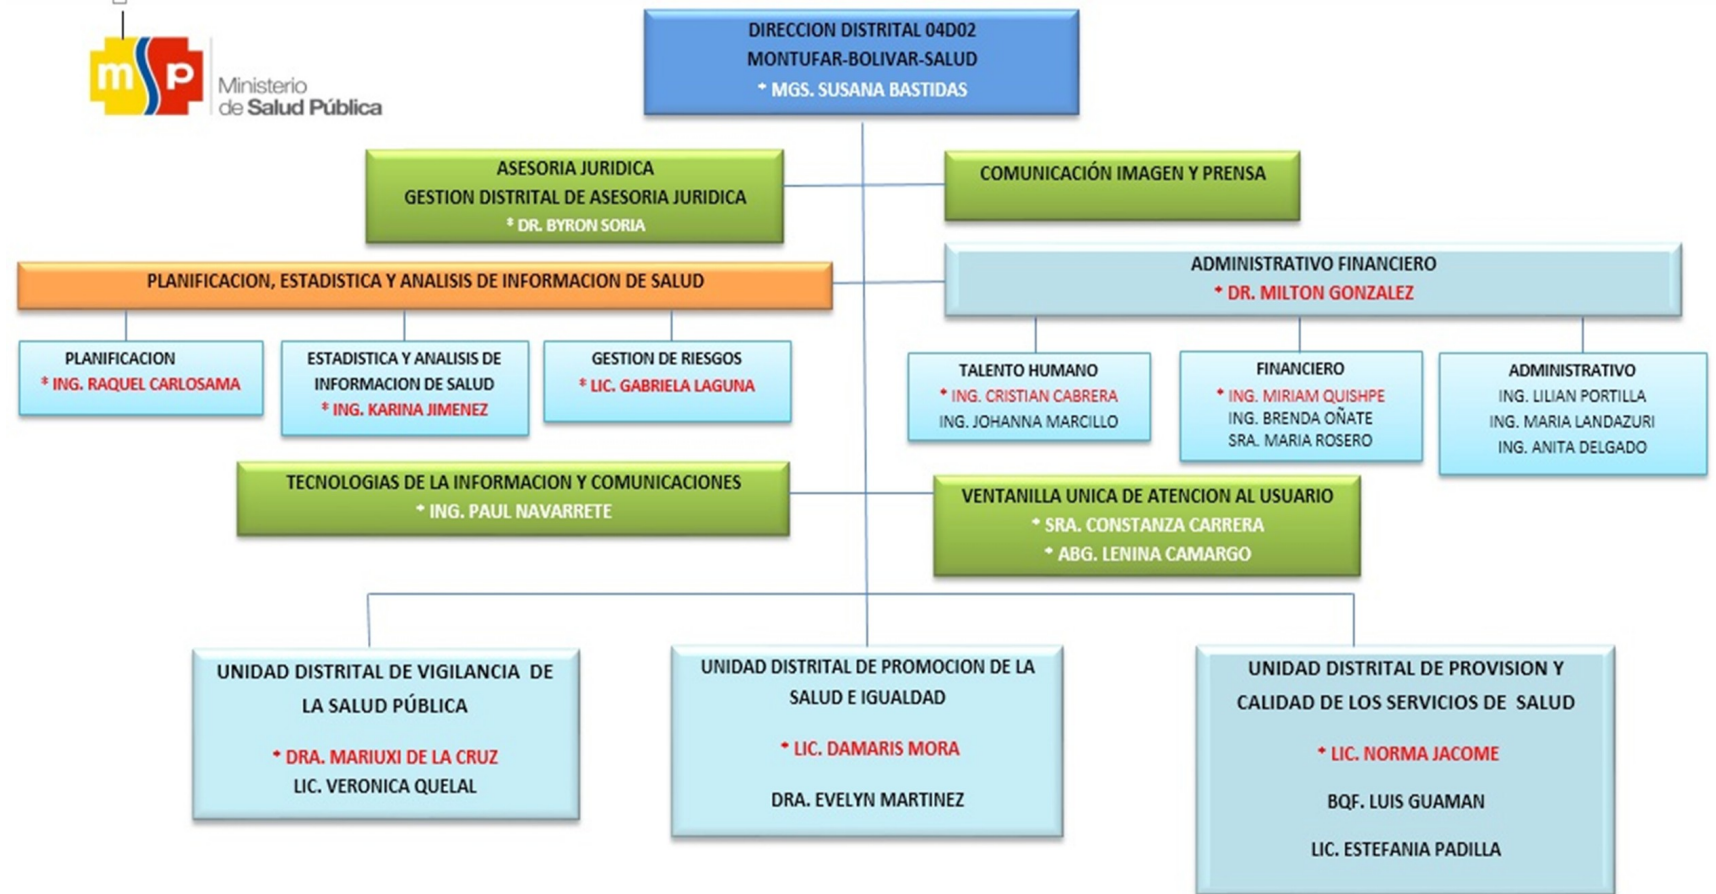 msp
Ministerio
de Salud Pública
DIRECCION DISTRITAL 04D02
MONTUFAR-BOLIVAR-SALUD
* MGS. SUSANA BASTIDAS
ASESORIA JURIDICA
GESTION DISTRITAL DE ASESORIA JURIDICA
* DR. BYRON SORIA
COMUNICACIÓN IMAGEN Y PRENSA
PLANIFICACION, ESTADISTICA Y ANALISIS DE INFORMACION DE SALUD
ADMINISTRATIVO FINANCIERO
* DR. MILTON GONZALEZ
PLANIFICACION
* ING. RAQUEL CARLOSAMA
ESTADISTICA Y ANALISIS DE
INFORMACION DE SALUD
* ING. KARINA JIMENEZ
GESTION DE RIESGOS
* LIC. GABRIELA LAGUNA
TALENTO HUMANO
* ING. CRISTIAN CABRERA
ING. JOHANNA MARCILLO
FINANCIERO
* ING. MIRIAM QUISHPE
ING. BRENDA OÑATE
SRA. MARIA ROSERO
ADMINISTRATIVO
ING. LILIAN PORTILLA
ING. MARIA LANDAZURI
ING. ANITA DELGADO
TECNOLOGIAS DE LA INFORMACION Y COMUNICACIONES
* ING. PAUL NAVARRETE
VENTANILLA UNICA DE ATENCION AL USUARIO
* SRA. CONSTANZA CARRERA
* ABG. LENINA CAMARGO
UNIDAD DISTRITAL DE VIGILANCIA DE
LA SALUD PÚBLICA
* DRA. MARIUXI DE LA CRUZ
LIC. VERONICA QUELAL
UNIDAD DISTRITAL DE PROMOCION DE LA
SALUD E IGUALDAD
* LIC. DAMARIS MORA
DRA. EVELYN MARTINEZ
UNIDAD DISTRITAL DE PROVISION Y
CALIDAD DE LOS SERVICIOS DE SALUD
* LIC. NORMA JACOME
BQF. LUIS GUAMAN
LIC. ESTEFANIA PADILLA